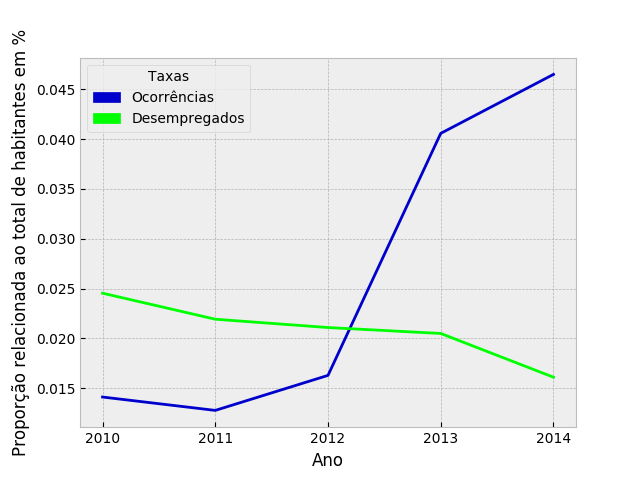 Proporção relacionada ao total de habitantes em %
Taxas
Ocorrências
Desempregados
0.045
0.040
0.035
0.030
0.025
0.020
0.015
2010 2011 2012 2013 2014
Ano